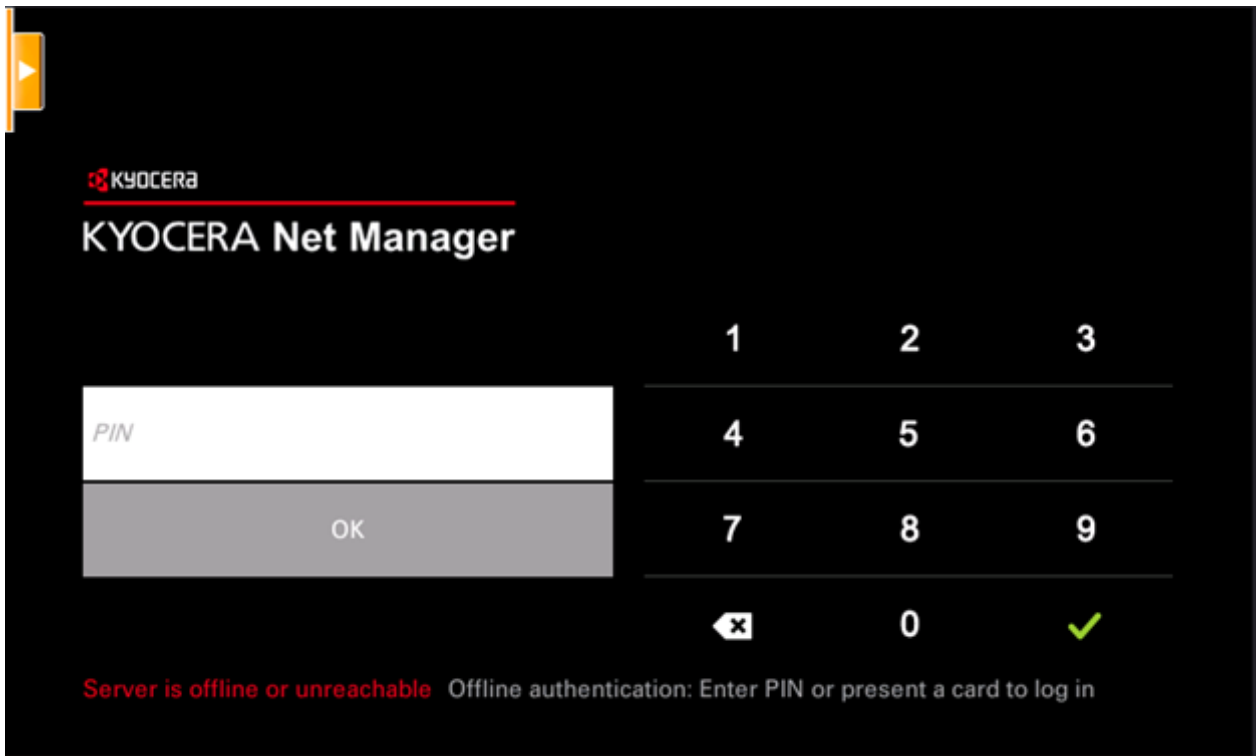 KYOCERA
KYOCERA Net Manager
1 2 3
PIN
4 5 6
OK
7 8 9
0
Server is offline or unreachable Offline authentication: Enter PIN or present a card to log in